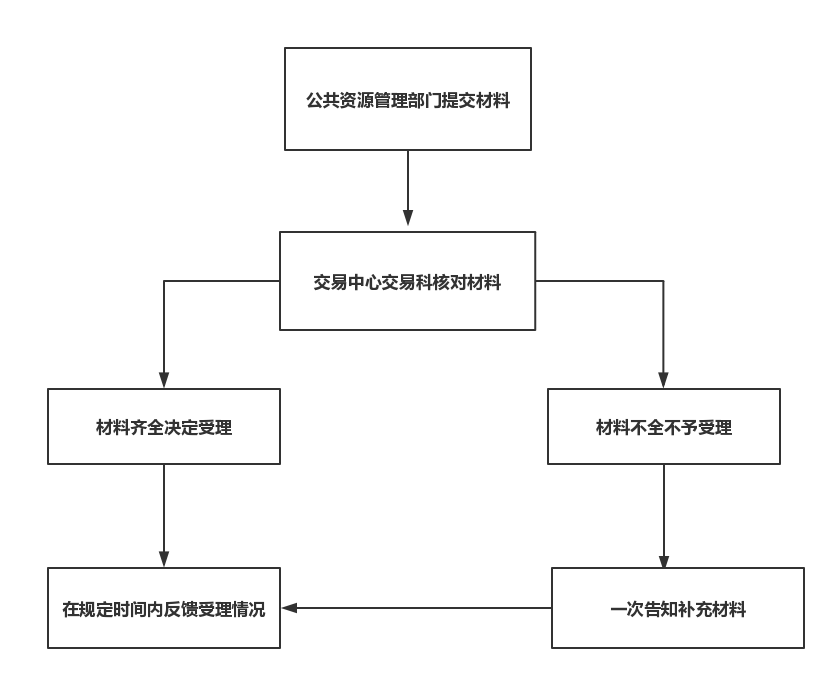 公共资源管理部门提交材料
交易中心交易科核对材料
材料齐全决定受理
材料不全不予受理
在规定时间内反馈受理情况
一次告知补充材料